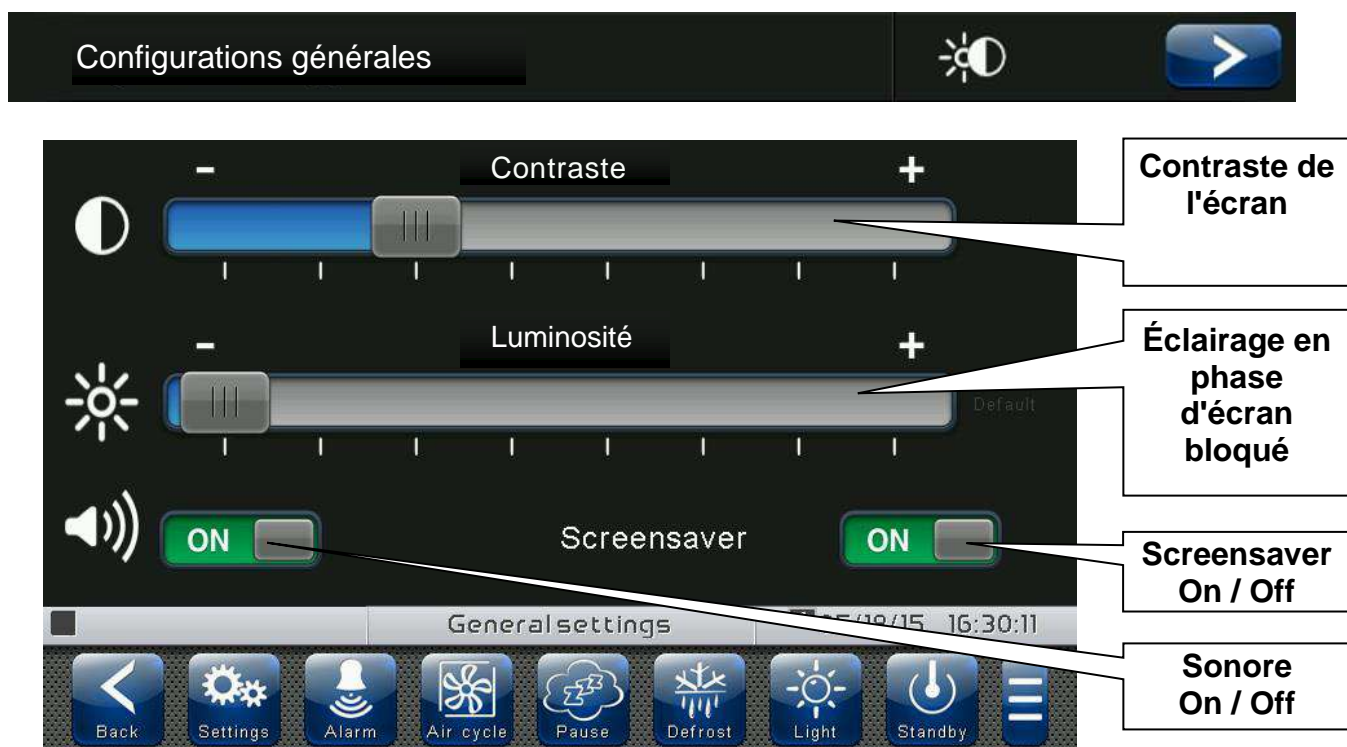 Configurations générales
- Contraste +
Contraste de
l'écran
- Luminosité +
Default
Éclairage en
phase
d'écran
bloqué
ON
Screensaver
ON
Screensaver
On / Off
General settings
/15 16:30:11
Sonore
On / Off
Back
Settings
Alarm
Air cycle
Pause
Defrost
Light
Standby